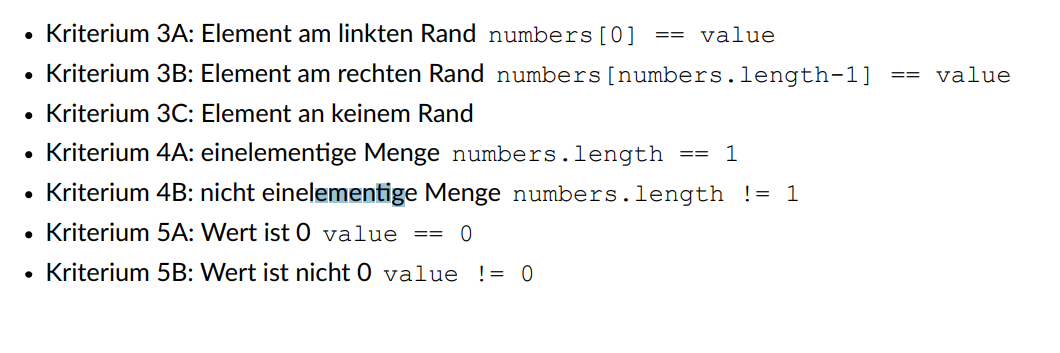 • Kriterium 3A: Element am linkten Rand numbers[0] == value
• Kriterium 3B: Element am rechten Rand numbers[numbers.length-1] == value
• Kriterium 3C: Element an keinem Rand
• Kriterium 4A: einelementige Menge numbers.length == 1
• Kriterium 4B: nicht einelementige Menge numbers.length != 1
• Kriterium 5A: Wert ist 0 value == 0
• Kriterium 5B: Wert ist nicht 0 value != 0